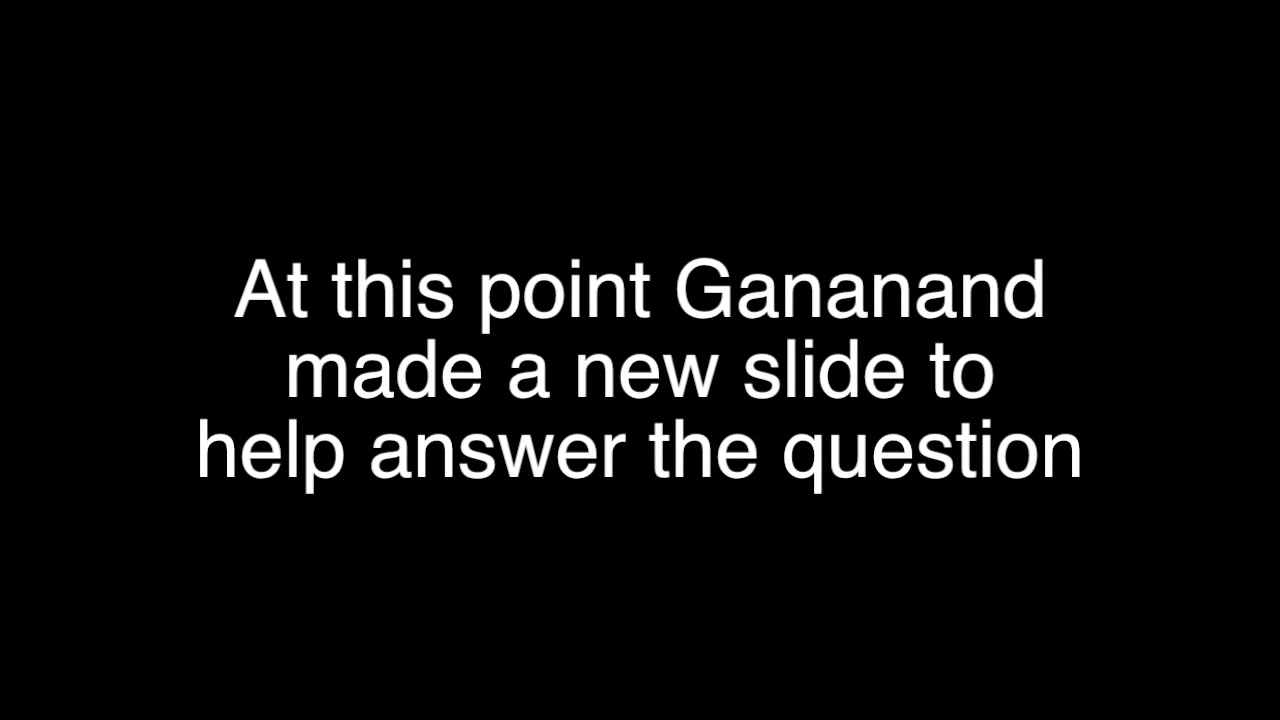 At this point Gananand
made a new slide to
help answer the question